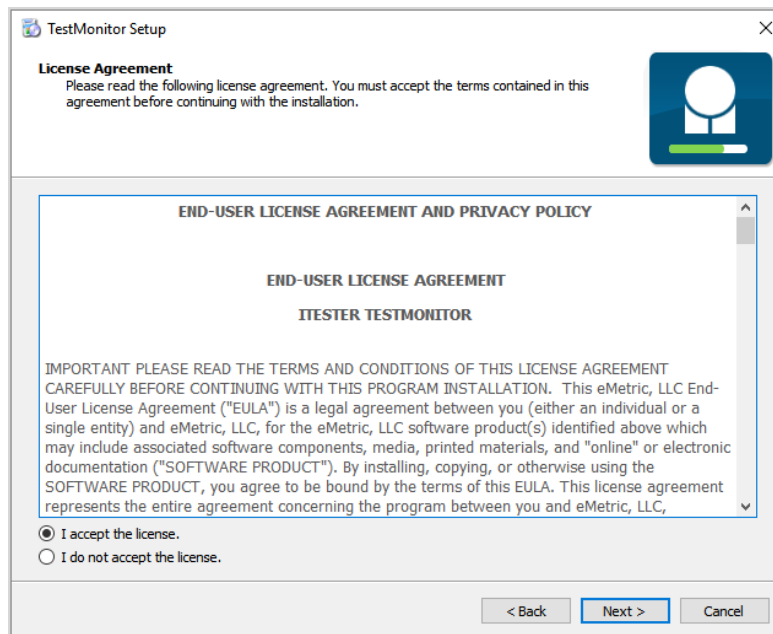 TestMonitor Setup
License Agreement
Please read the following license agreement. You must accept the terms contained in this
agreement before continuing with the installation.
END-USER LICENSE AGREEMENT AND PRIVACY POLICY
END-USER LICENSE AGREEMENT
ITESTER TESTMONITOR
IMPORTANT PLEASE READ THE TERMS AND CONDITIONS OF THIS LICENSE AGREEMENT
CAREFULLY BEFORE CONTINUING WITH THIS PROGRAM INSTALLATION.  This eMetric, LLC End-
User License Agreement ("EULA") is a legal agreement between you (either an individual or a
single entity) and eMetric, LLC, for the eMetric, LLC software product(s) identified above which
may include associated software components, media, printed materials, and "online" or electronic
documentation ("SOFTWARE PRODUCT"). By installing, copying, or otherwise using the
SOFTWARE PRODUCT, you agree to be bound by the terms of this EULA. This license agreement
represents the entire agreement concerning the program between you and eMetric, LLC,
I accept the license.
I do not accept the license.
< Back Next > Cancel